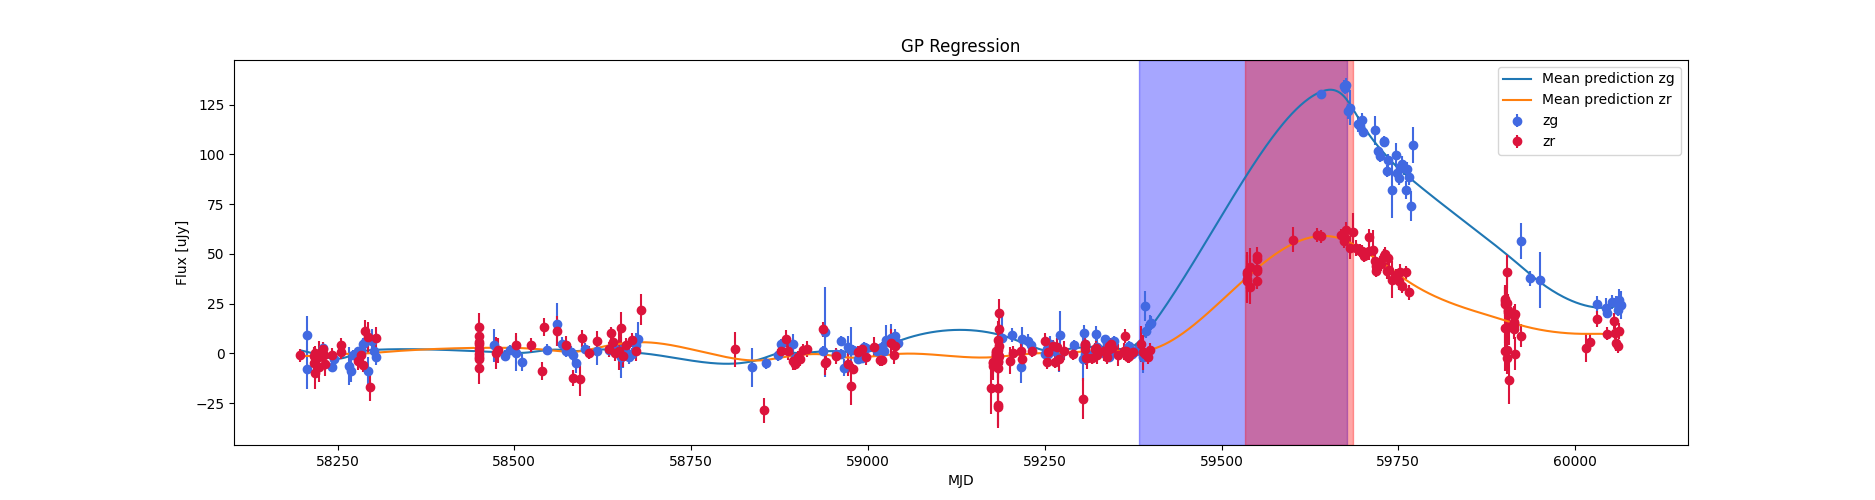 GP Regression
Mean prediction zg
Mean prediction zr
zg
zr
Flux [uJy]
125
100
75
50
25
0
−25
58250 58500 58750 59000 59250 59500 59750 60000
MJD